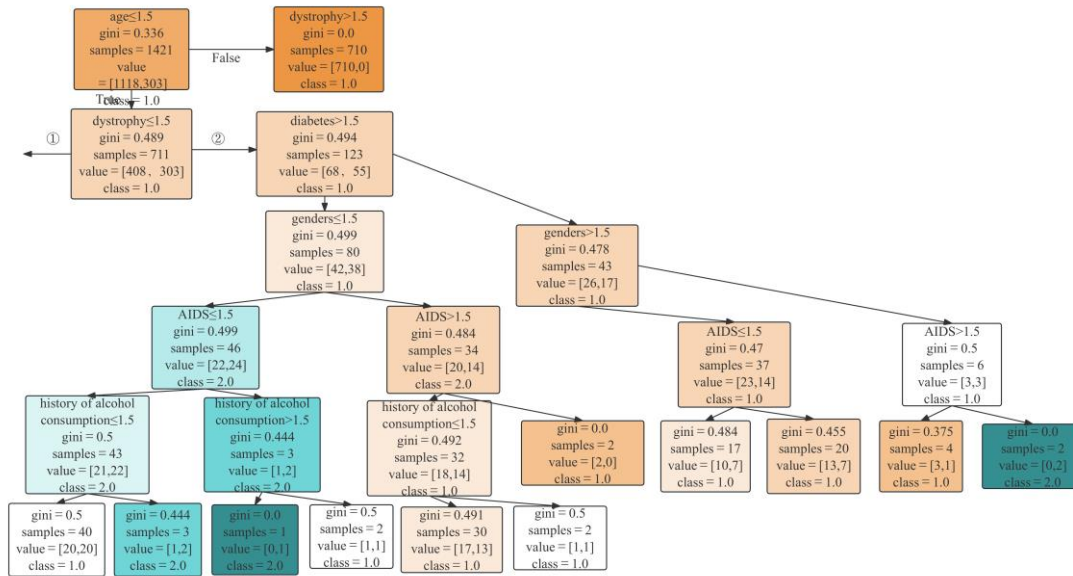 age≤1.5
gini = 0.336
samples = 1421
value
= [1118,303]
class = 1.0
dystrophy>1.5
gini = 0.0
samples = 710
value = [710,0]
class = 1.0
False
True
①
dystrophy≤1.5
gini = 0.489
samples = 711
value = [408，303]
class = 1.0
②
diabetes>1.5
gini = 0.494
samples = 123
value = [68，55]
class = 1.0
genders≤1.5
gini = 0.499
samples = 80
value = [42,38]
class = 1.0
genders>1.5
gini = 0.478
samples = 43
value = [26,17]
class = 1.0
AIDS≤1.5
gini = 0.499
samples = 46
value = [22,24]
class = 2.0
AIDS>1.5
gini = 0.484
samples = 34
value = [20,14]
class = 2.0
AIDS≤1.5
gini = 0.47
samples = 37
value = [23,14]
class = 1.0
AIDS>1.5
gini = 0.5
samples = 6
value = [3,3]
class = 1.0
history of alcohol
consumption≤1.5
gini = 0.5
samples = 43
value = [21,22]
class = 2.0
history of alcohol
consumption>1.5
gini = 0.444
samples = 3
value = [1,2]
class = 2.0
history of alcohol
consumption≤1.5
gini = 0.492
samples = 32
value = [18,14]
class = 1.0
gini = 0.0
samples = 2
value = [2,0]
class = 1.0
gini = 0.484
samples = 17
value = [10,7]
class = 1.0
gini = 0.455
samples = 20
value = [13,7]
class = 1.0
gini = 0.375
samples = 4
value = [3,1]
class = 1.0
gini = 0.0
samples = 2
value = [0,2]
class = 2.0
gini = 0.5
samples = 40
value = [20,20]
class = 1.0
gini = 0.444
samples = 3
value = [1,2]
class = 2.0
gini = 0.0
samples = 1
value = [0,1]
class = 2.0
gini = 0.5
samples = 2
value = [1,1]
class = 1.0
gini = 0.491
samples = 30
value = [17,13]
class = 1.0
gini = 0.5
samples = 2
value = [1,1]
class = 1.0